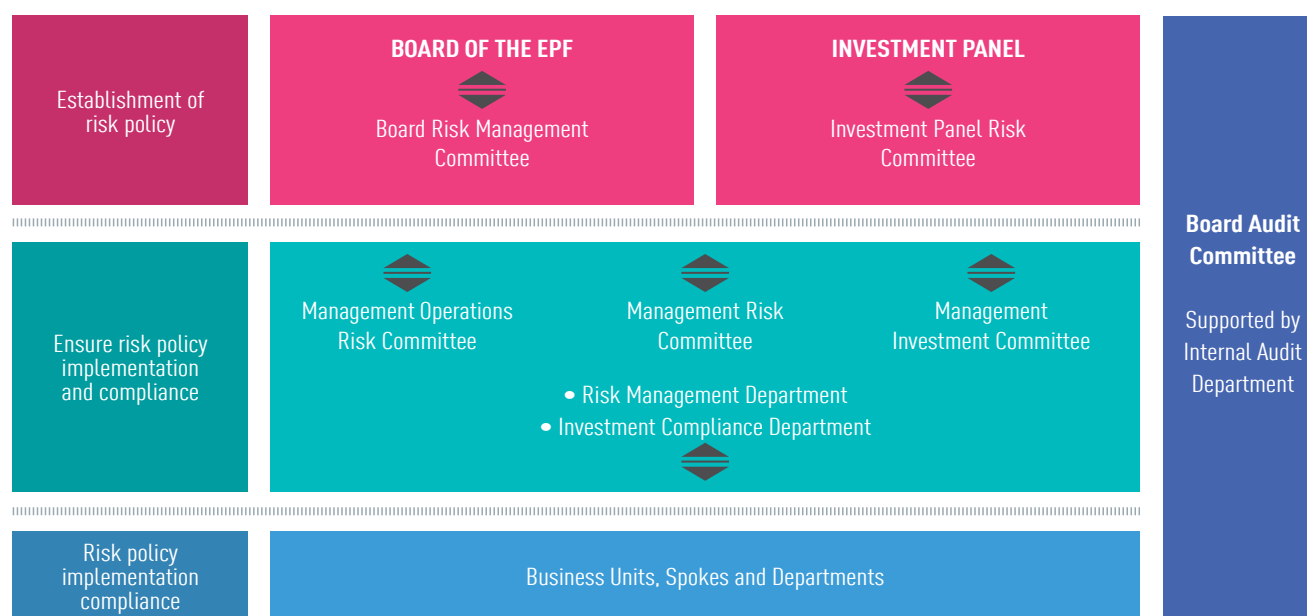 Establishment of
risk policy
BOARD OF THE EPF
Board Risk Management
Committee
INVESTMENT PANEL
Investment Panel Risk
Committee
Ensure risk policy
implementation
and compliance
Management Operations
Risk Committee
Management Risk
Committee
Management
Investment Committee
• Risk Management Department
• Investment Compliance Department
Risk policy
implementation
compliance
Business Units, Spokes and Departments
Board Audit
Committee
Supported by
Internal Audit
Department